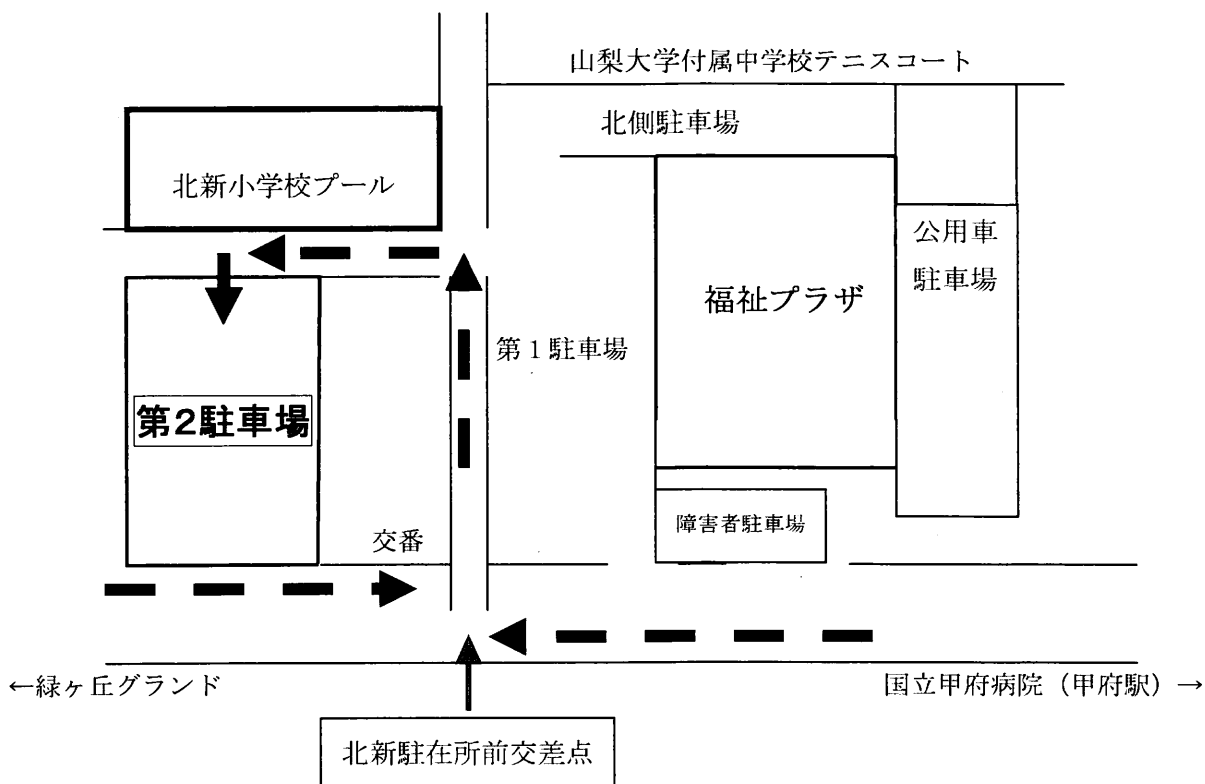 山梨大学付属中学校テニスコート
北側駐車場
北新小学校プール
公用車
駐車場
福祉プラザ
第１駐車場
第2駐車場
障害者駐車場
交番
←緑ヶ丘グランド
国立甲府病院（甲府駅）→
北新駐在所前交差点